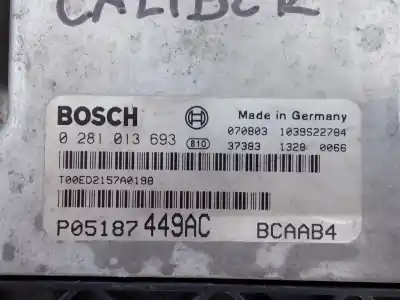 CALIBER
BOSCH
Made in Germany
070803 1039S22784
0 281 013 693 810 37383 1328 0066
T00ED2157A0198
P05187449AC BCAAB4